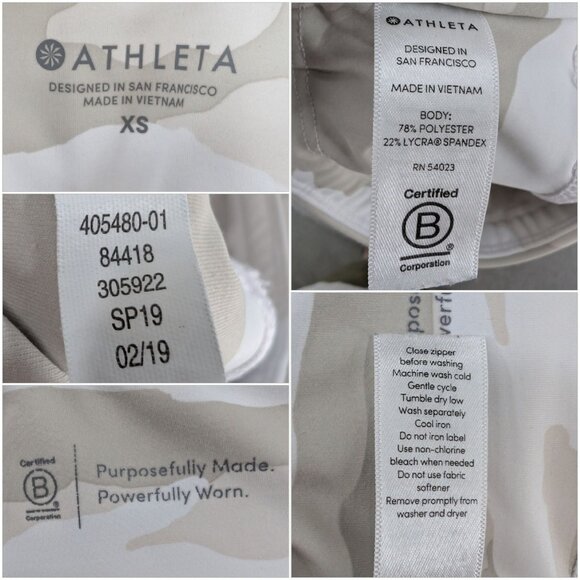 ATHLETA
DESIGNED IN SAN FRANCISCO
MADE IN VIETNAM
XS
ATHLETA
DESIGNED IN
SAN FRANCISCO
MADE IN VIETNAM
BODY:
78% POLYESTER
22% LYCRA® SPANDEX
RN 54023
Certified
B
®
Corporation
405480-01
84418
305922
SP19
02/19
Certified
B
Corporation
Purposefully Made.
Powerfully Worn.
Close zipper
before washing
Machine wash cold
Gentle cycle
Tumble dry low
Wash separately
Cool iron
Do not iron label
Use non-chlorine
bleach when needed
Do not use fabric
softener
Remove promptly from
washer and dryer